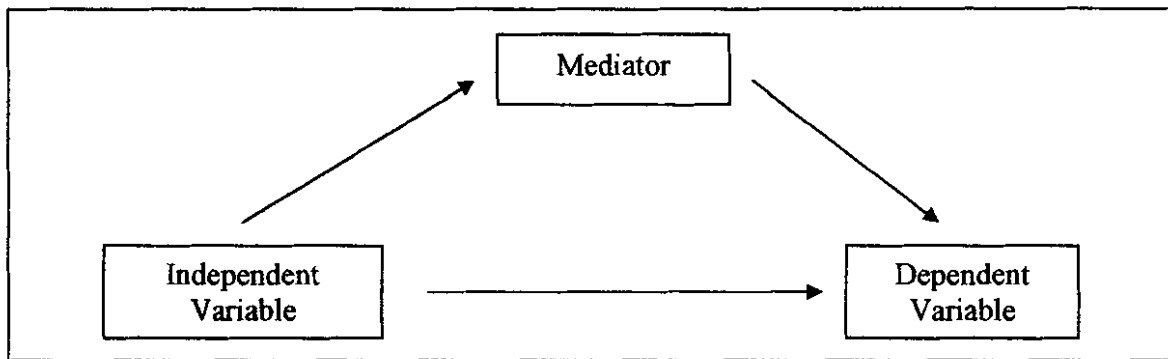 Mediator
Independent
Variable
Dependent
Variable